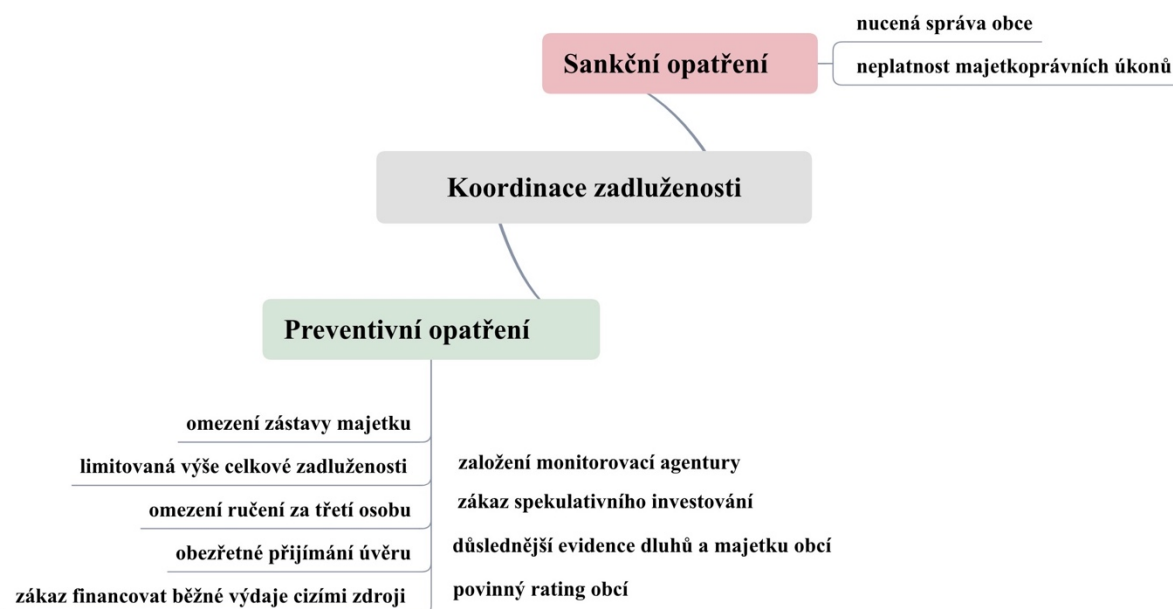 nucená správa obce
Sankční opatření
neplatnost majetkoprávních úkonů
Koordinace zadluženosti
Preventivní opatření
omezení zástavy majetku
limitovaná výše celkové zadluženosti
omezení ručení za třetí osobu
obezřetné přijímání úvěru
zákaz financovat běžné výdaje cizími zdroji
založení monitorovací agentury
zákaz spekulativního investování
důslednější evidence dluhů a majetku obcí
povinný rating obcí